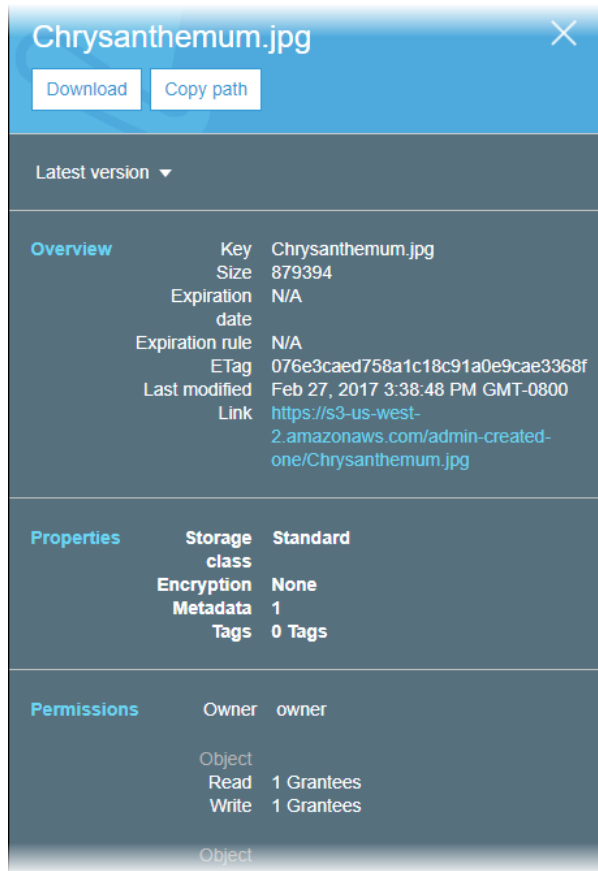 Chrysanthemum.jpg
Download Copy path
Latest version
Overview Key Chrysanthemum.jpg
Size 879394
Expiration N/A
date
Expiration rule N/A
ETag 076e3caed758a1c18c91a0e9cae3368f
Last modified Feb 27, 2017 3:38:48 PM GMT-0800
Link https://s3-us-west-
2.amazonaws.com/admin-created-
one/Chrysanthemum.jpg
Properties Storage Standard
class
Encryption None
Metadata 1
Tags 0 Tags
Permissions Owner owner
Object
Read 1 Grantees
Write 1 Grantees
Object